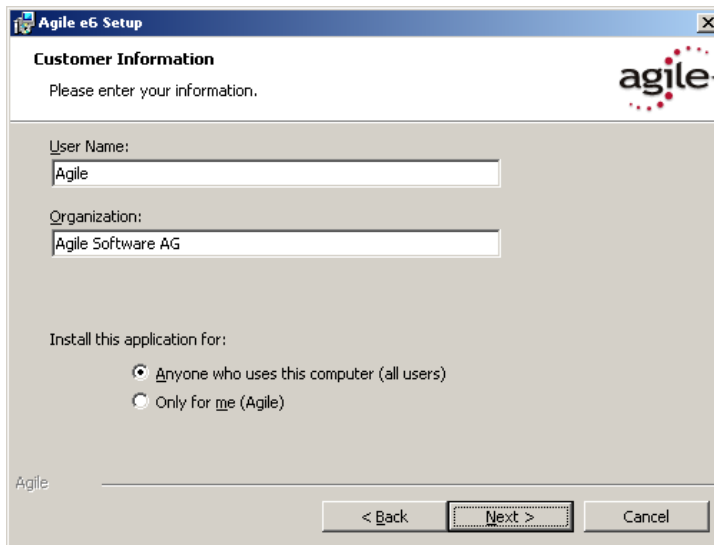 Agile e6 Setup
Customer Information
Please enter your information.
agile
User Name:
Agile
Organization:
Agile Software AG
Install this application for:
Anyone who uses this computer (all users)
Only for me (Agile)
Agile
< Back
Next >
Cancel